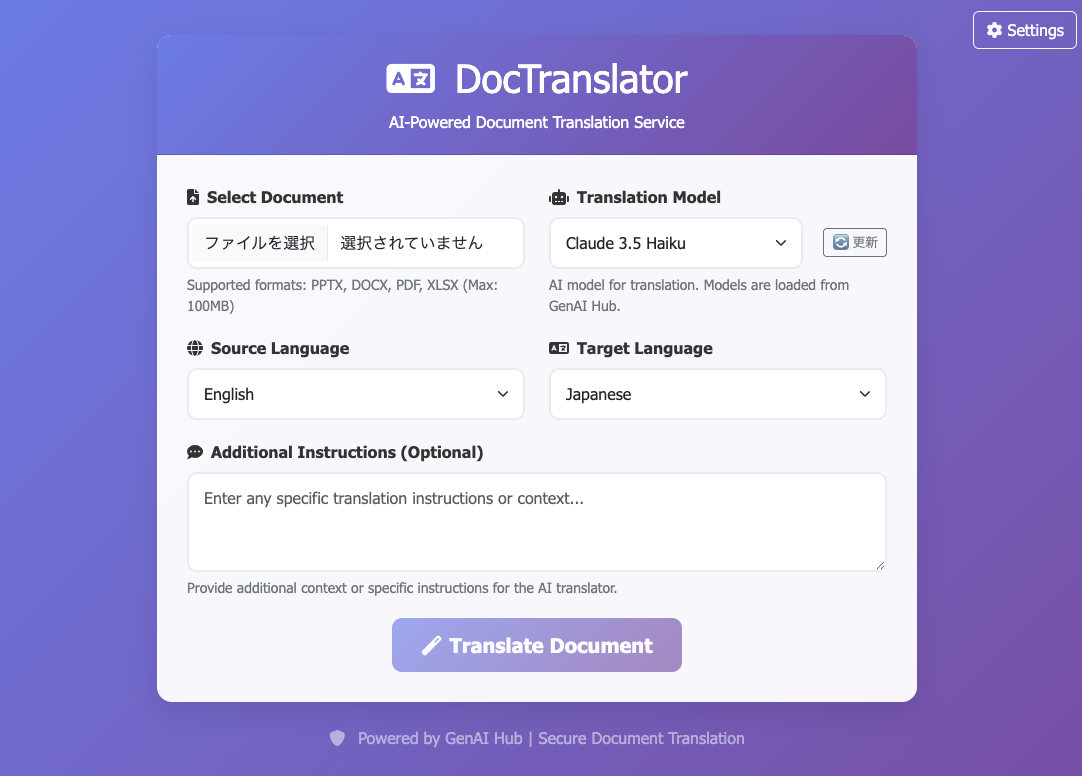 Settings
DocTranslator
AI-Powered Document Translation Service
Select Document
ファイルを選択 選択されていません
Supported formats: PPTX, DOCX, PDF, XLSX (Max:
100MB)
Translation Model
Claude 3.5 Haiku
更新
AI model for translation. Models are loaded from
GenAI Hub.
Source Language
English
Target Language
Japanese
Additional Instructions (Optional)
Enter any specific translation instructions or context...
Provide additional context or specific instructions for the AI translator.
Translate Document
Powered by GenAI Hub | Secure Document Translation